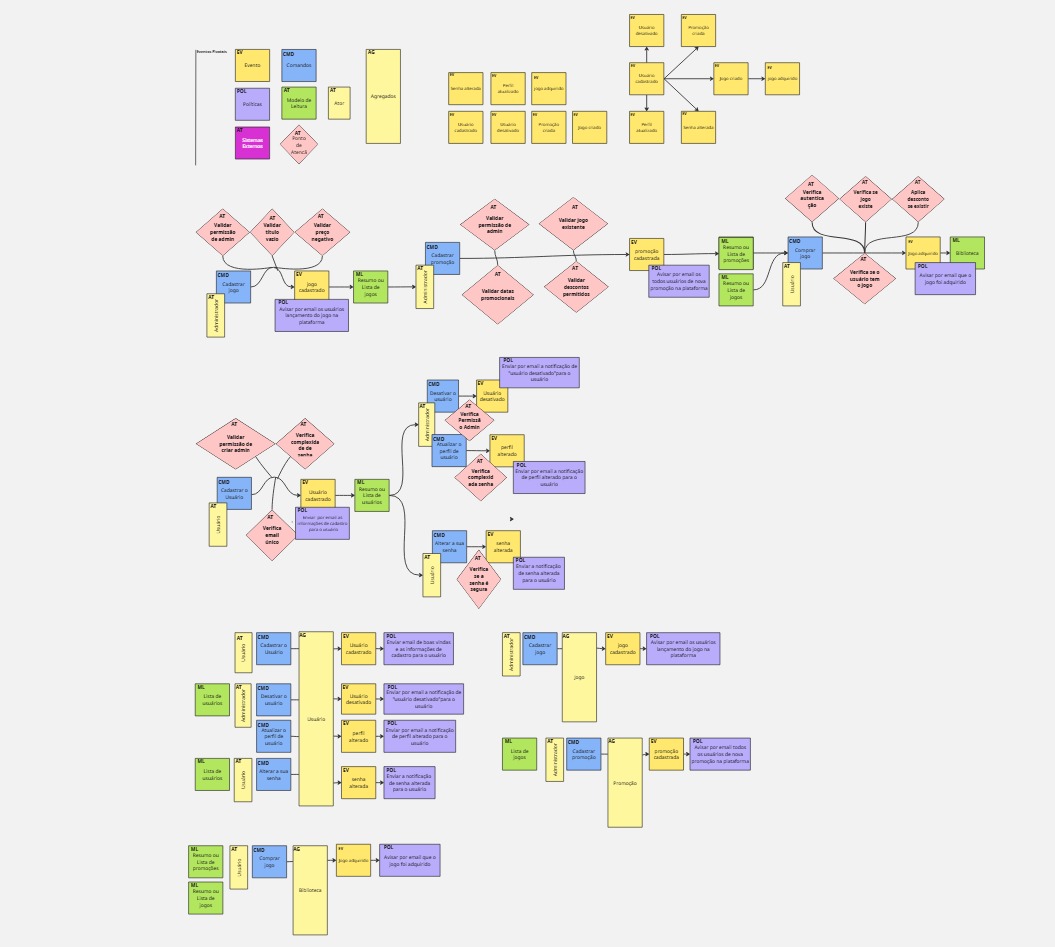 Eventos Pivotais
EV
Evento
CMD
Comandos
AG
Agregados
POL
Políticas
AT
Modelo de
Leitura
AT
Ator
AT
Sistemas
Externos
AT
Ponto
de
Atencã
EV
Senha alterada
EV
Perfil
atualizado
EV
Jogo adquirido
EV
Usuario
cadastrado
EV
Usuario
desativado
EV
Promoção
criada
EV
Jogo criado
EV
Usuario
desativado
EV
Promoção
criada
EV
Usuario
cadastrado
EV
Jogo criado
EV
Jogo adquirido
EV
Perfil
atualizado
EV
Senha alterada
AT
Validar
permissão
de admin
AT
Validar
título
vazio
AT
Validar
preço
negativo
CMD
Cadastrar
jogo
AT
Administrador
EV
Jogo
cadastrado
POL
Avisar por email os usuários
lançamento do jogo na
plataforma
ML
Resumo ou
Lista de
jogos
CMD
Cadastrar
promoção
AT
Administrador
AT
Validar
permissão de
admin
AT
Validar jogo
existente
AT
Validar datas
promocionais
AT
Validar
descontos
permitidos
EV
promoção
cadastrada
POL
Avisar por email os
todos usuários de nova
promoção na plataforma
ML
Resumo ou
Lista de
promoções
ML
Resumo ou
Lista de
jogos
AT
Verifica
autentica
ção
AT
Verifica se
jogo
existe
AT
Aplica
desconto
se existir
CMD
Comprar
jogo
AT
Usuário
AT
Verifica se o
usuário tem
o jogo
EV
Jogo adquirido
ML
Biblioteca
POL
Avisar por email que o
jogo foi adquirido
AT
Validar
permissão de
criar admin
AT
Verifica
complexida
de de
senha
CMD
Cadastrar o
Usuário
AT
Usuário
AT
Verifica
email
único
EV
Usuário
cadastrado
POL
Enviar por email as
informações de cadastro
para o usuário
ML
Resumo ou
Lista de
usuários
CMD
Desativar o
usuário
AT
Administrador
AT
Verifica
Permissã
o Admin
EV
Usuário
desativado
POL
Enviar por email a notificação de
"usuário desativado"para o
usuário
CMD
Atualizar o
perfil de
usuário
AT
Verifica
complexid
ada senha
EV
perfil
alterado
POL
Enviar por email a notificação
de perfil alterado para o
usuário
CMD
Alterar a sua
senha
AT
Usuário
AT
Verifica
se a
senha é
segura
EV
senha
alterada
POL
Enviar a notificação
de senha alterada
para o usuário
AT
Usuário
CMD
Cadastrar o
Usuário
AG
Usuário
EV
Usuário
cadastrado
POL
Enviar email de boas vindas
e as informações de
cadastro para o usuário
ML
Lista de
usuários
AT
Administrador
CMD
Desativar o
usuário
EV
Usuário
desativado
POL
Enviar por email a notificação de
"usuário desativado"para o
usuário
CMD
Atualizar o
perfil de
usuário
EV
perfil
alterado
POL
Enviar por email a notificação
de perfil alterado para o
usuário
ML
Lista de
usuários
AT
Usuário
CMD
Alterar a sua
senha
EV
senha
alterada
POL
Enviar a notificação
de senha alterada
para o usuário
AT
Administrador
CMD
Cadastrar
jogo
AG
Jogo
EV
Jogo
cadastrado
POL
Avisar por email os usuários
lançamento do jogo na
plataforma
ML
Lista de
jogos
AT
Administrador
CMD
Cadastrar
promoção
AG
Promoção
EV
promoção
cadastrada
POL
Avisar por email todos
os usuários de nova
promoção na plataforma
ML
Resumo ou
Lista de
promoções
ML
Resumo ou
Lista de
jogos
AT
Usuário
CMD
Comprar
jogo
AG
Biblioteca
EV
Jogo adquirido
POL
Avisar por email que o
jogo foi adquirido